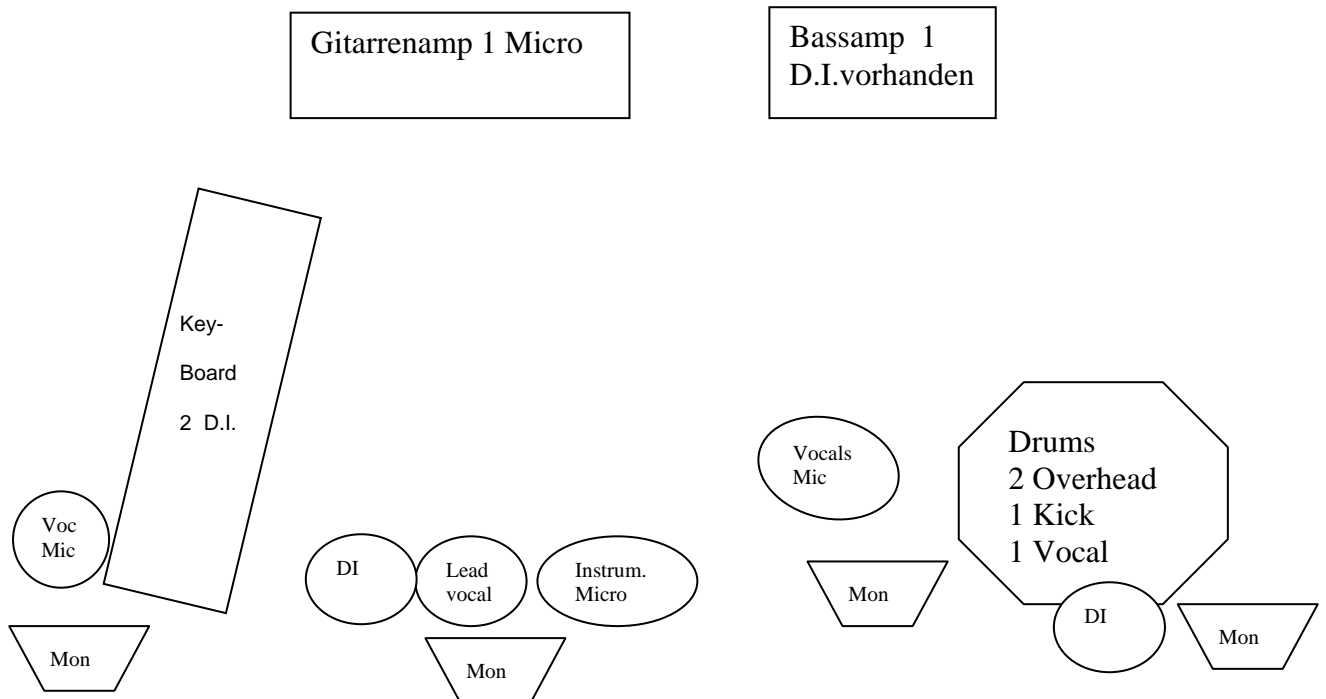 Gitarrenamp 1 Micro
Bassamp  1
D.I.vorhanden
Key-
Board
2  D.I.
Voc
Mic
Mon
DI
Lead
vocal
Instrum.
Micro
Mon
Vocals
Mic
Mon
Drums
2 Overhead
1 Kick
1 Vocal
DI
Mon